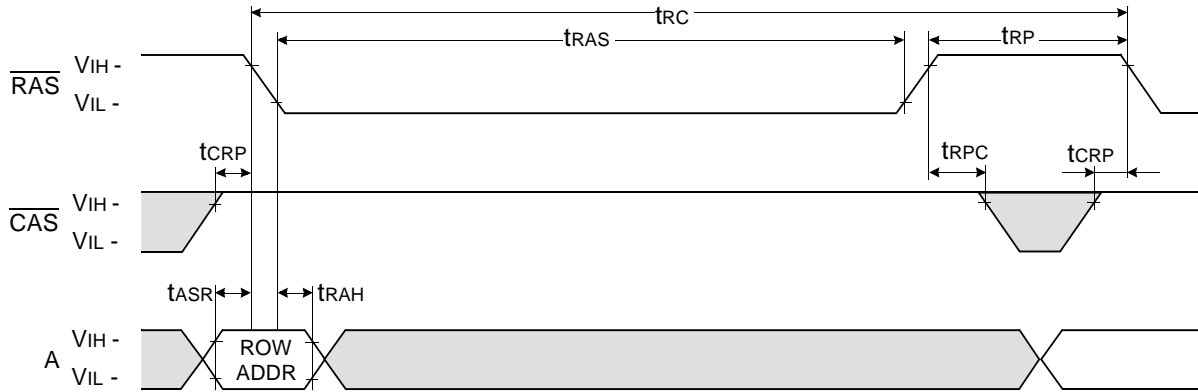 tRC
tRAS
tRP
RAS
VIH -
VIL -
tCRP
tRPC
tCRP
CAS
VIH -
VIL -
tASR
tRAH
A
VIH -
VIL -
ROW
ADDR